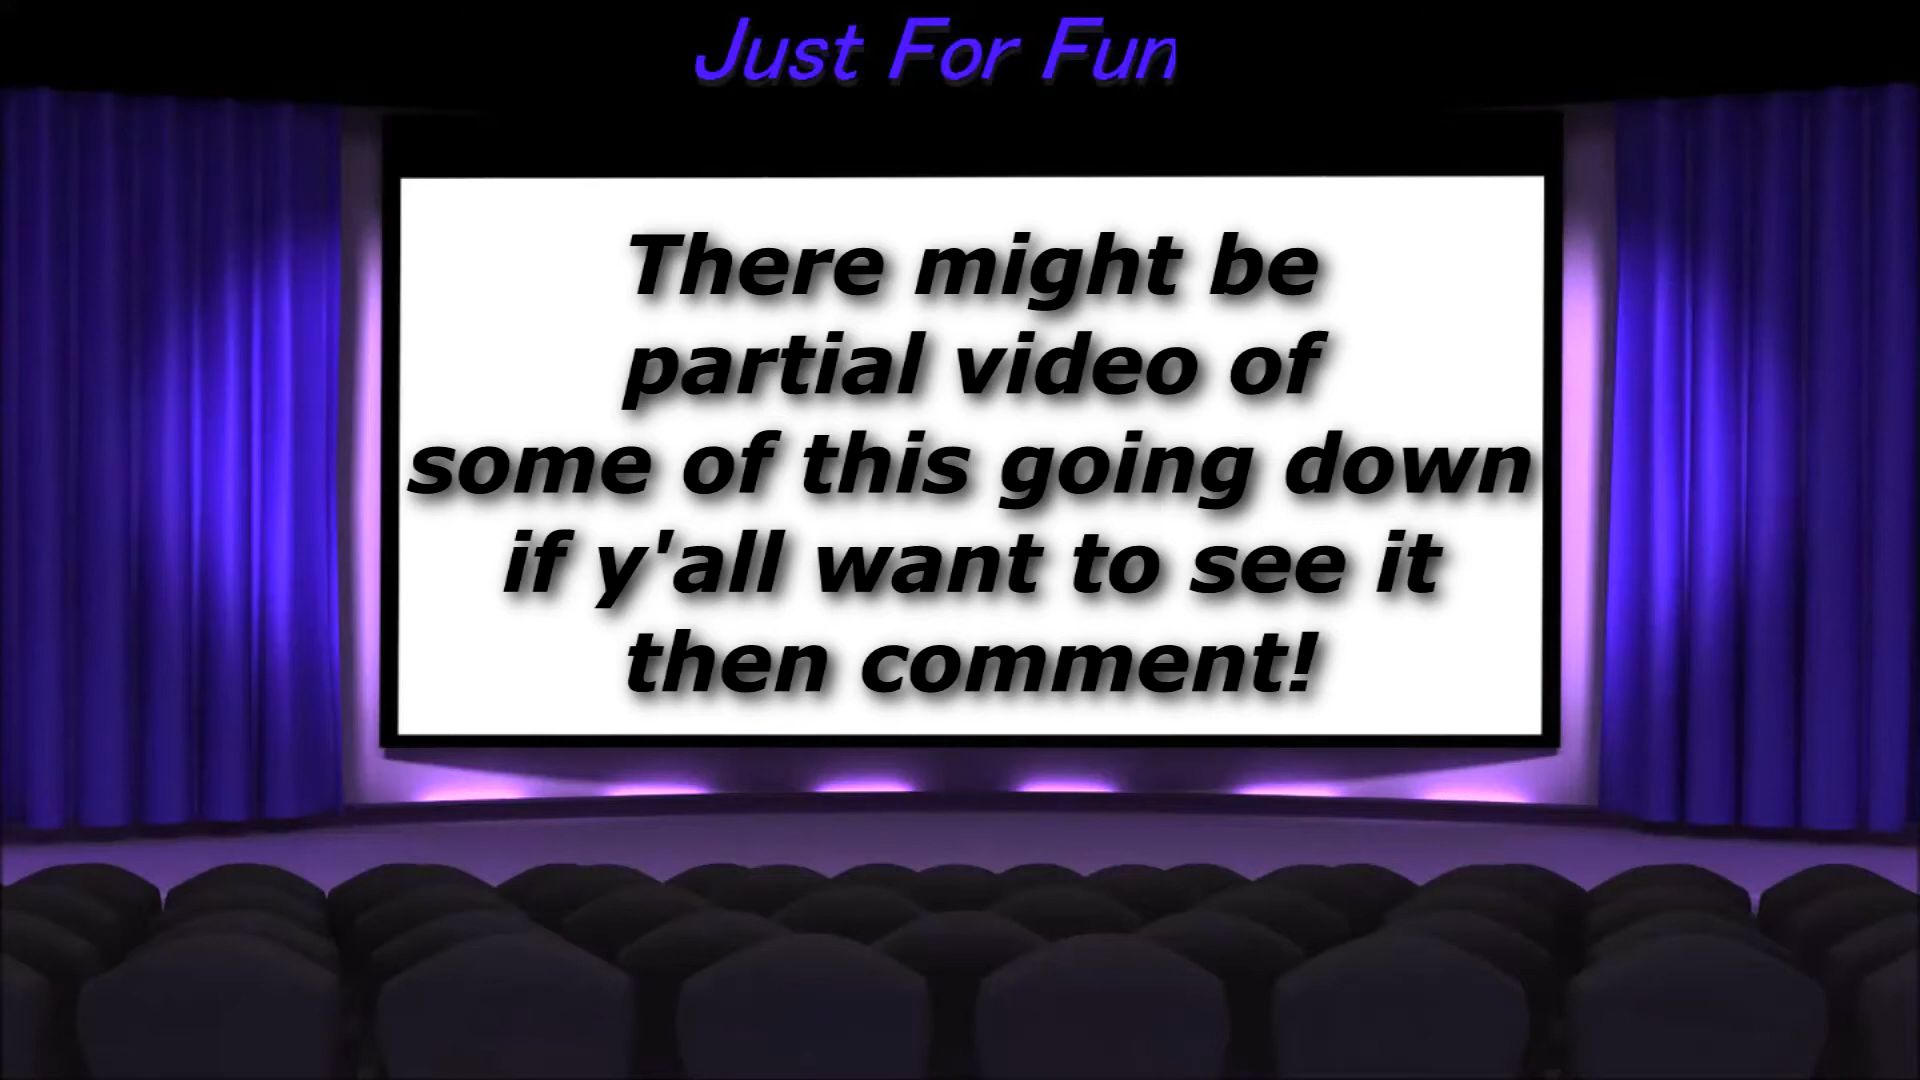 Just For Fun
There might be
partial video of
some of this going down
if y'all want to see it
then comment!